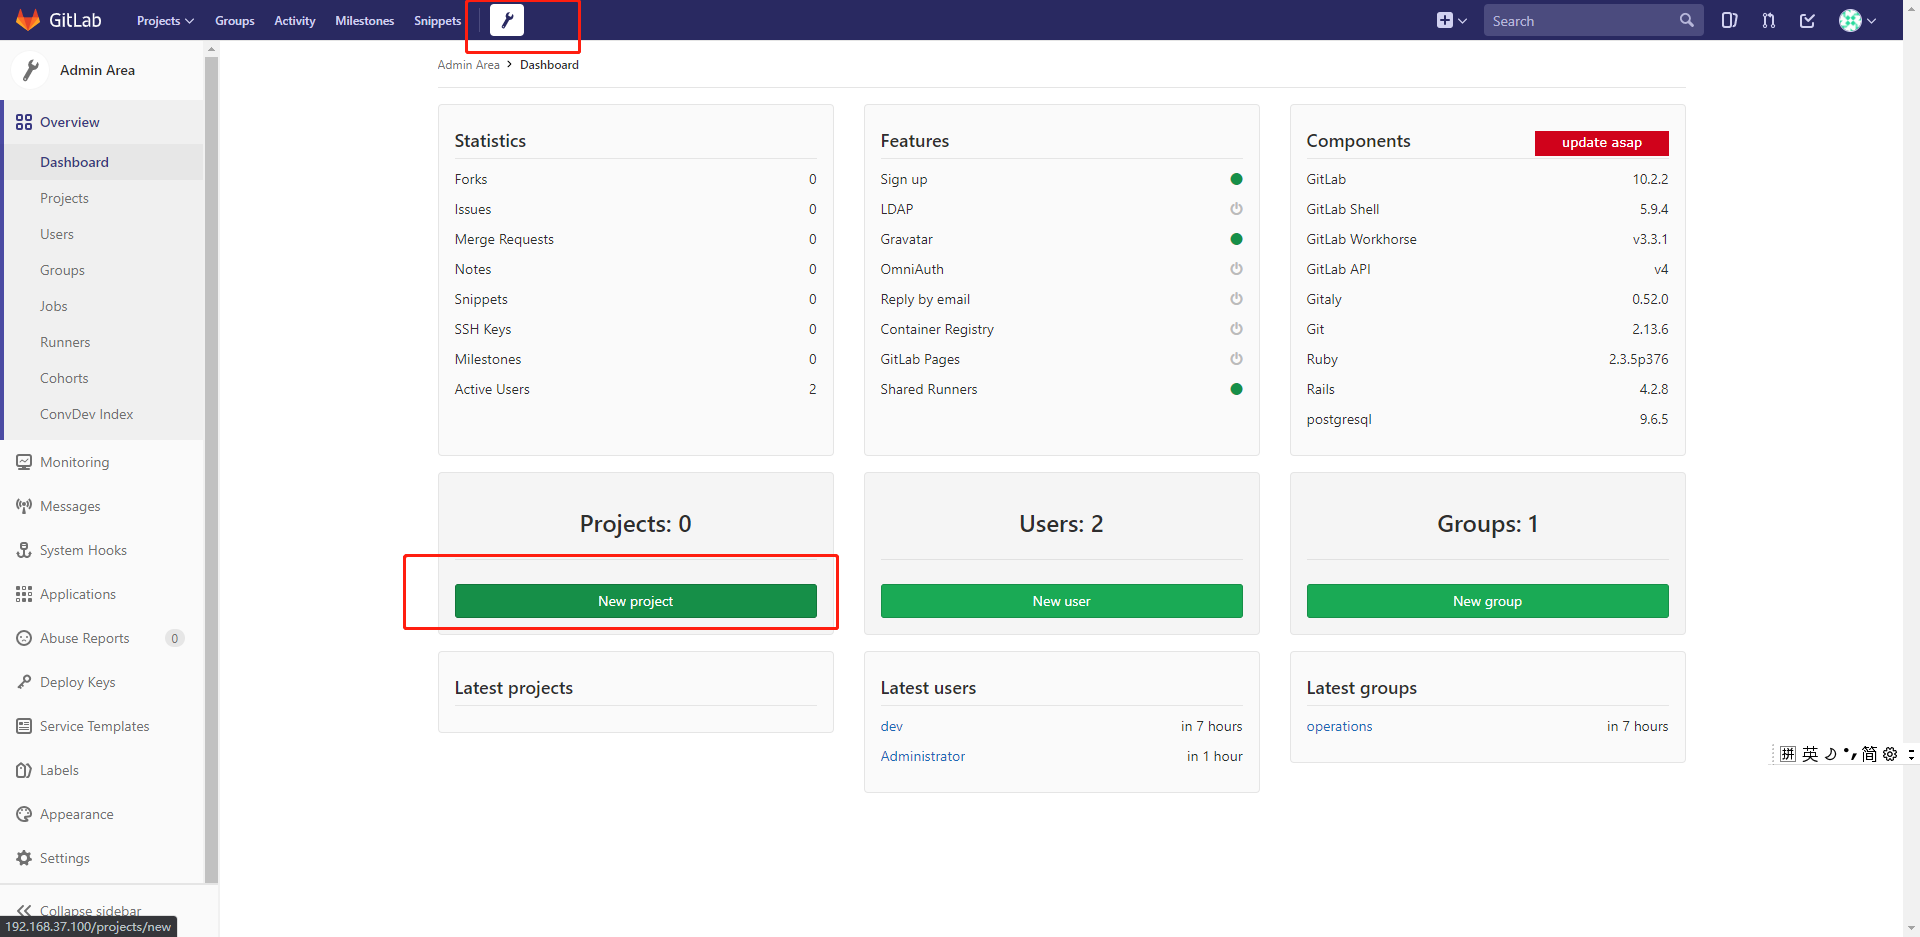 GitLab Projects Groups Activity Milestones Snippets Search
Admin Area
Admin Area > Dashboard
Overview
Dashboard
Projects
Users
Groups
Jobs
Runners
Cohorts
ConvDev Index
Monitoring
Messages
System Hooks
Applications
Abuse Reports 0
Deploy Keys
Service Templates
Labels
Appearance
Settings
Collapse sidebar
192.168.37.100/projects/new
Statistics
Forks 0
Issues 0
Merge Requests 0
Notes 0
Snippets 0
SSH Keys 0
Milestones 0
Active Users 2
Features
Sign up
LDAP
Gravatar
OmniAuth
Reply by email
Container Registry
GitLab Pages
Shared Runners
Components update asap
GitLab 10.2.2
GitLab Shell 5.9.4
GitLab Workhorse v3.3.1
GitLab API v4
Gitaly 0.52.0
Git 2.13.6
Ruby 2.3.5p376
Rails 4.2.8
postgresql 9.6.5
Projects: 0
New project
Users: 2
New user
Groups: 1
New group
Latest projects
Latest users
dev in 7 hours
Administrator in 1 hour
Latest groups
operations in 7 hours
拼 英 简